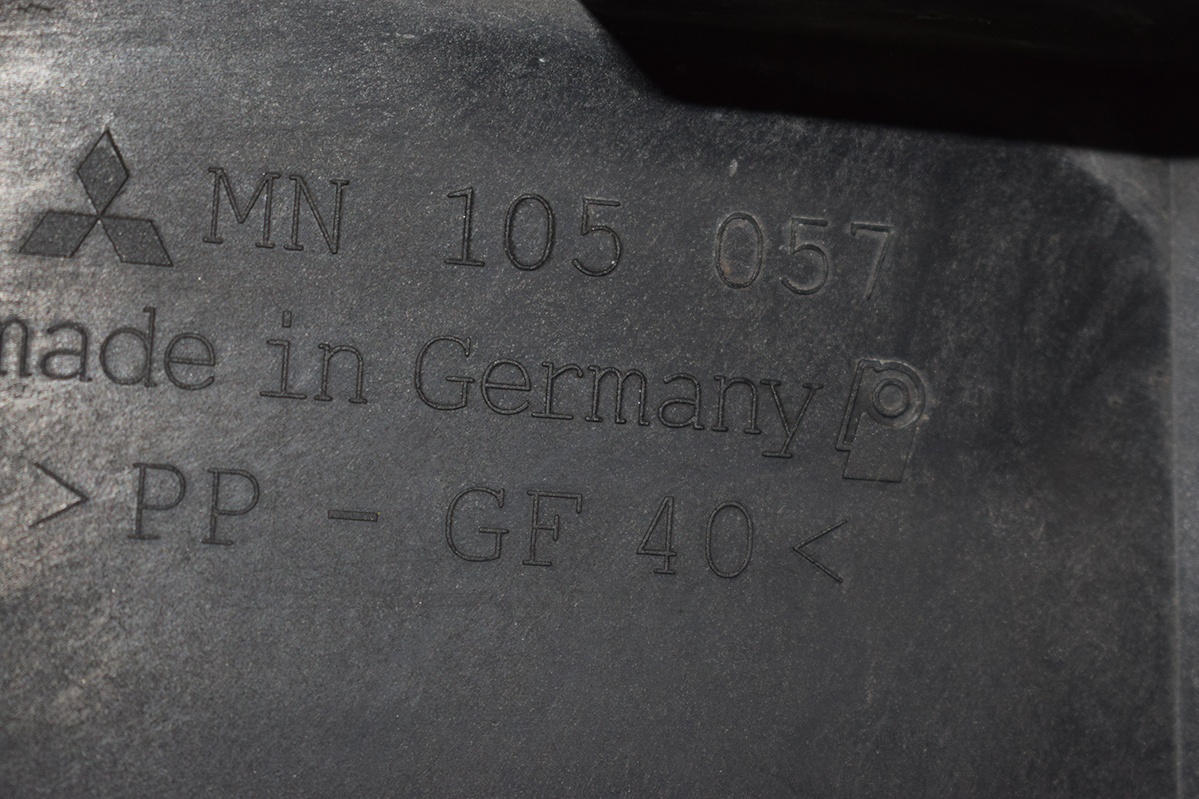 MN 105 057
made in Germany
>PP - GF 40<